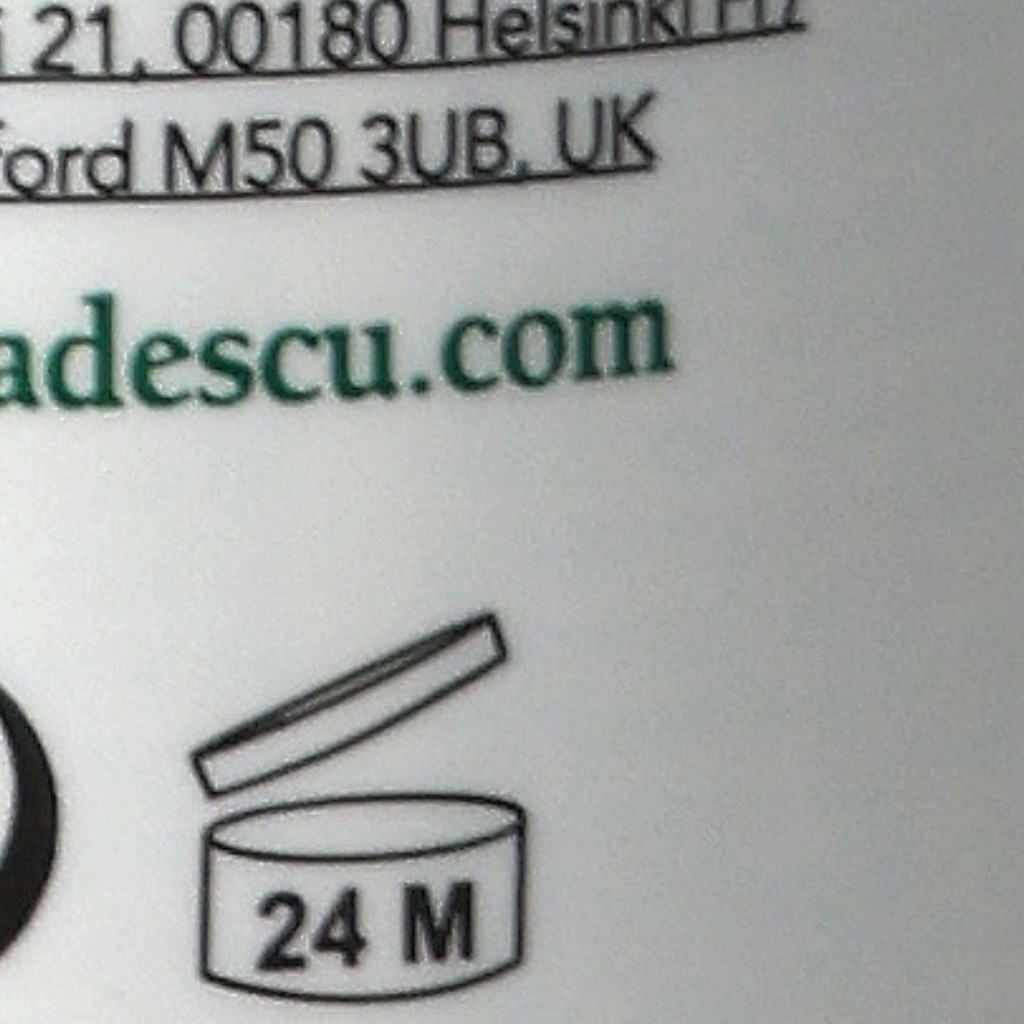 21, 00180 Helsinki
ford M50 3UB, UK
adescu.com
24 M